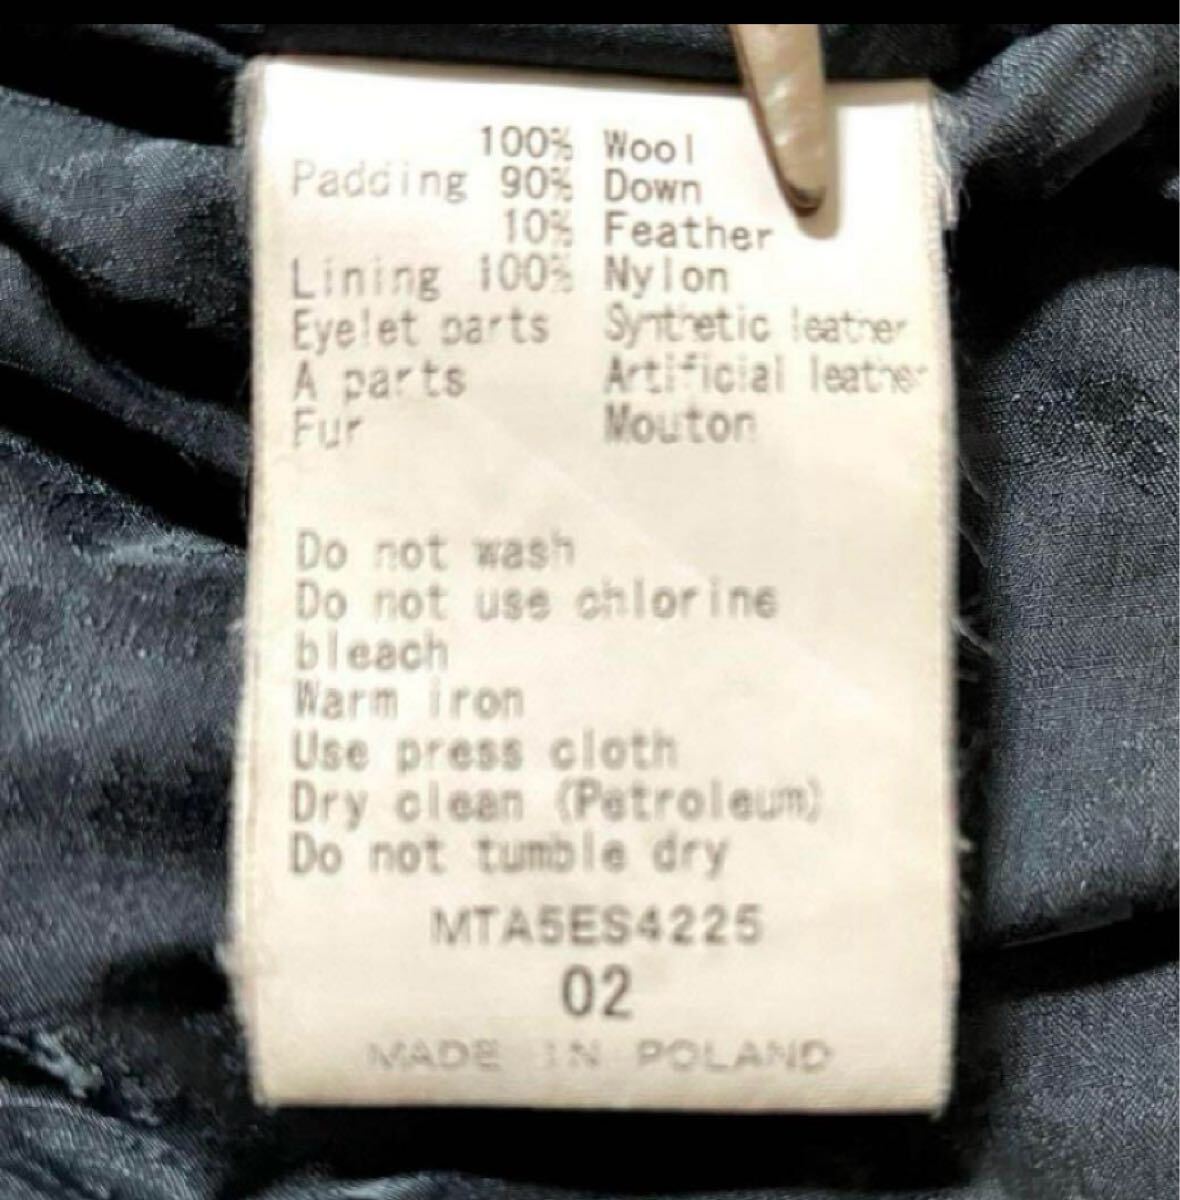 100% Wool
Padding 90% Down
10% Feather
Lining 100% Nylon
Eyelet parts Synthetic leather
A parts Artificial leather
Fur Mouton
Do not wash
Do not use chlorine
bleach
Warm iron
Use press cloth
Dry clean (Petroleum)
Do not tumble dry
MTA5ES4225
02
MADE IN POLAND